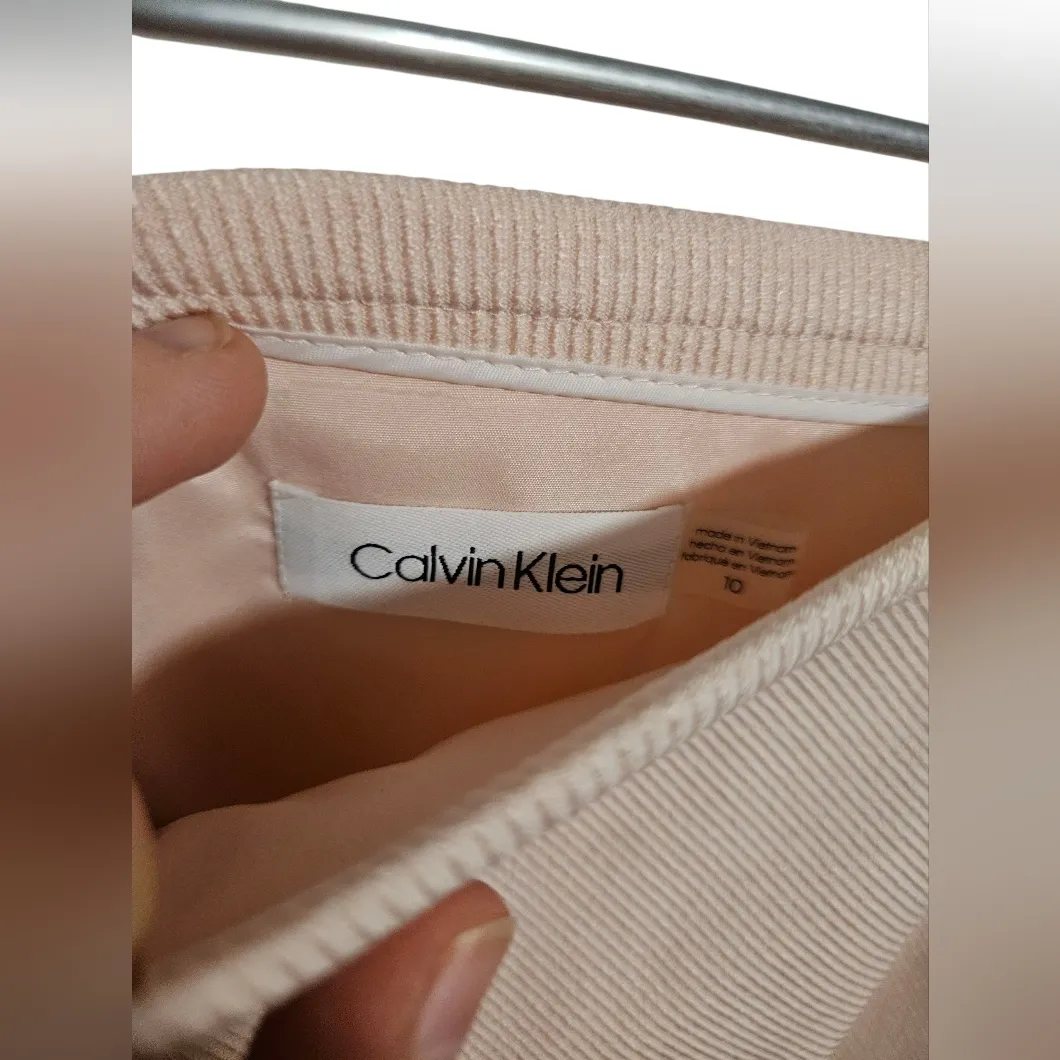 Calvin Klein
made in Vietnam
hecho en Vietnam
fabriqué en Vietnam
10